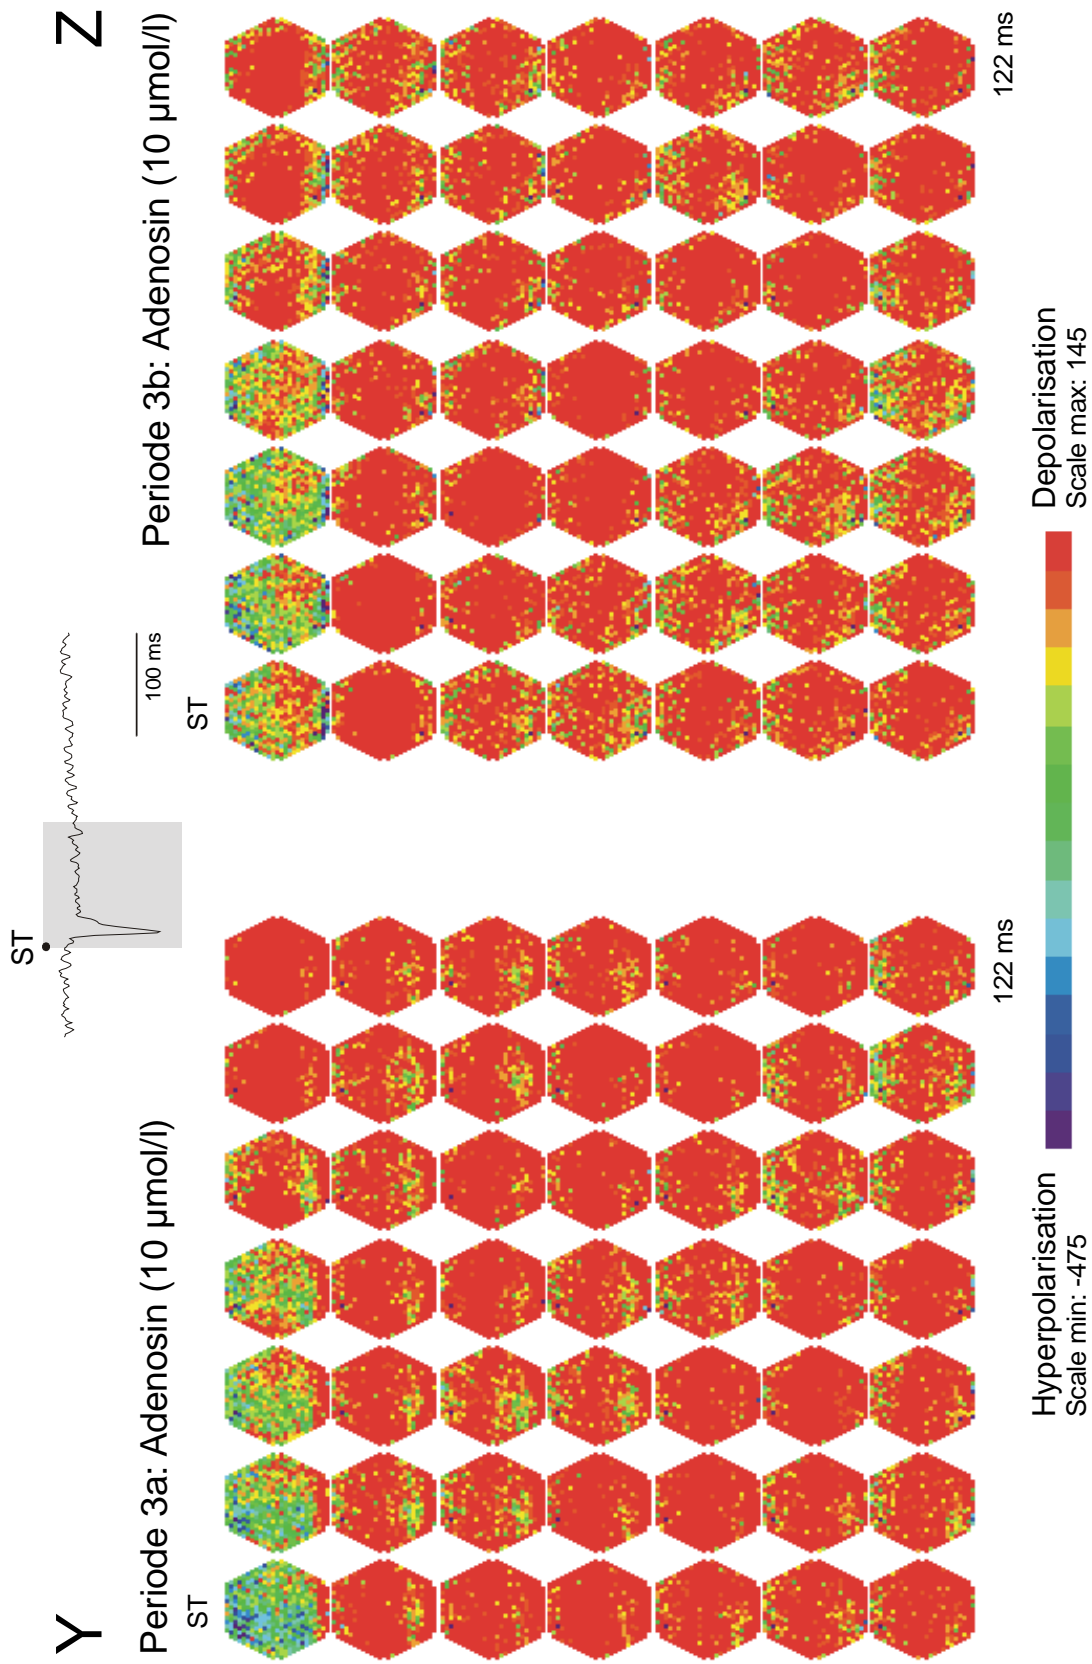 Y
Z
ST
100 ms
Periode 3a: Adenosin (10 µmol/l)
Periode 3b: Adenosin (10 µmol/l)
ST
ST
122 ms
122 ms
Hyperpolarisation
Scale min: -475
Depolarisation
Scale max: 145